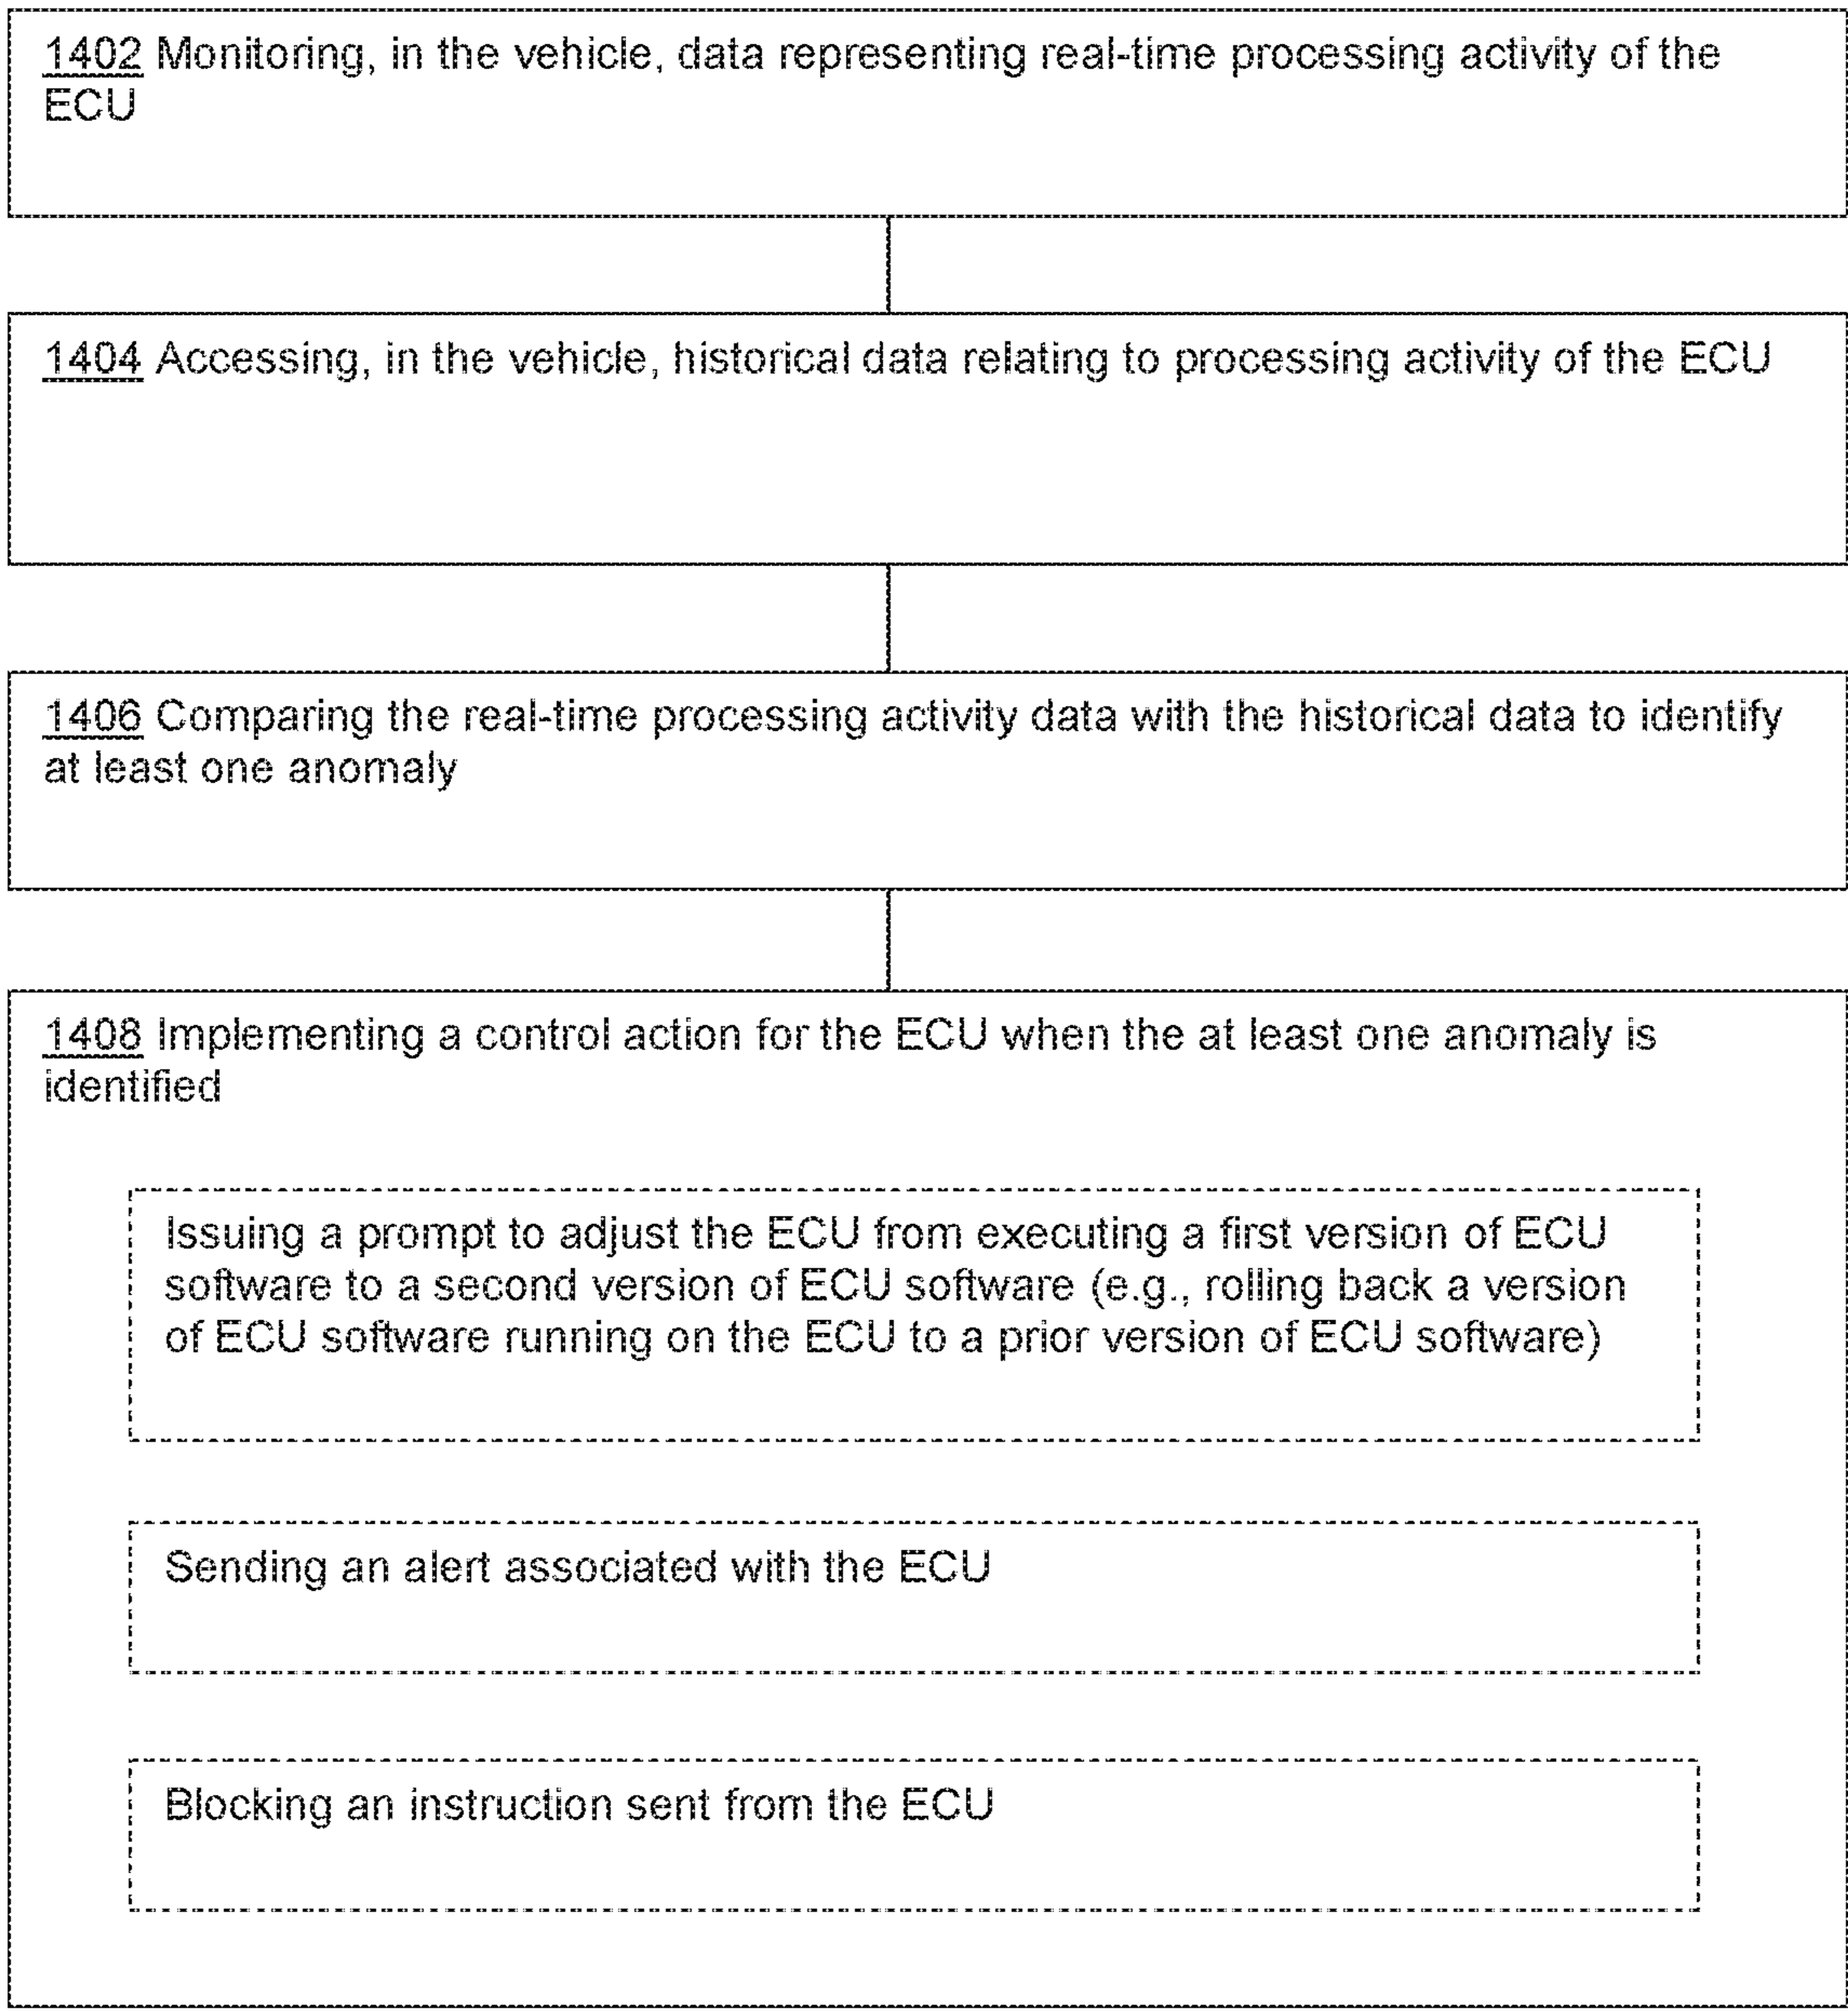 1402 Monitoring, in the vehicle, data representing real-time processing activity of the
ECU
1404 Accessing, in the vehicle, historical data relating to processing activity of the ECU
1406 Comparing the real-time processing activity data with the historical data to identify
at least one anomaly
1408 Implementing a control action for the ECU when the at least one anomaly is
identified
Issuing a prompt to adjust the ECU from executing a first version of ECU
software to a second version of ECU software (e.g., rolling back a version
of ECU software running on the ECU to a prior version of ECU software)
Sending an alert associated with the ECU
Blocking an instruction sent from the ECU